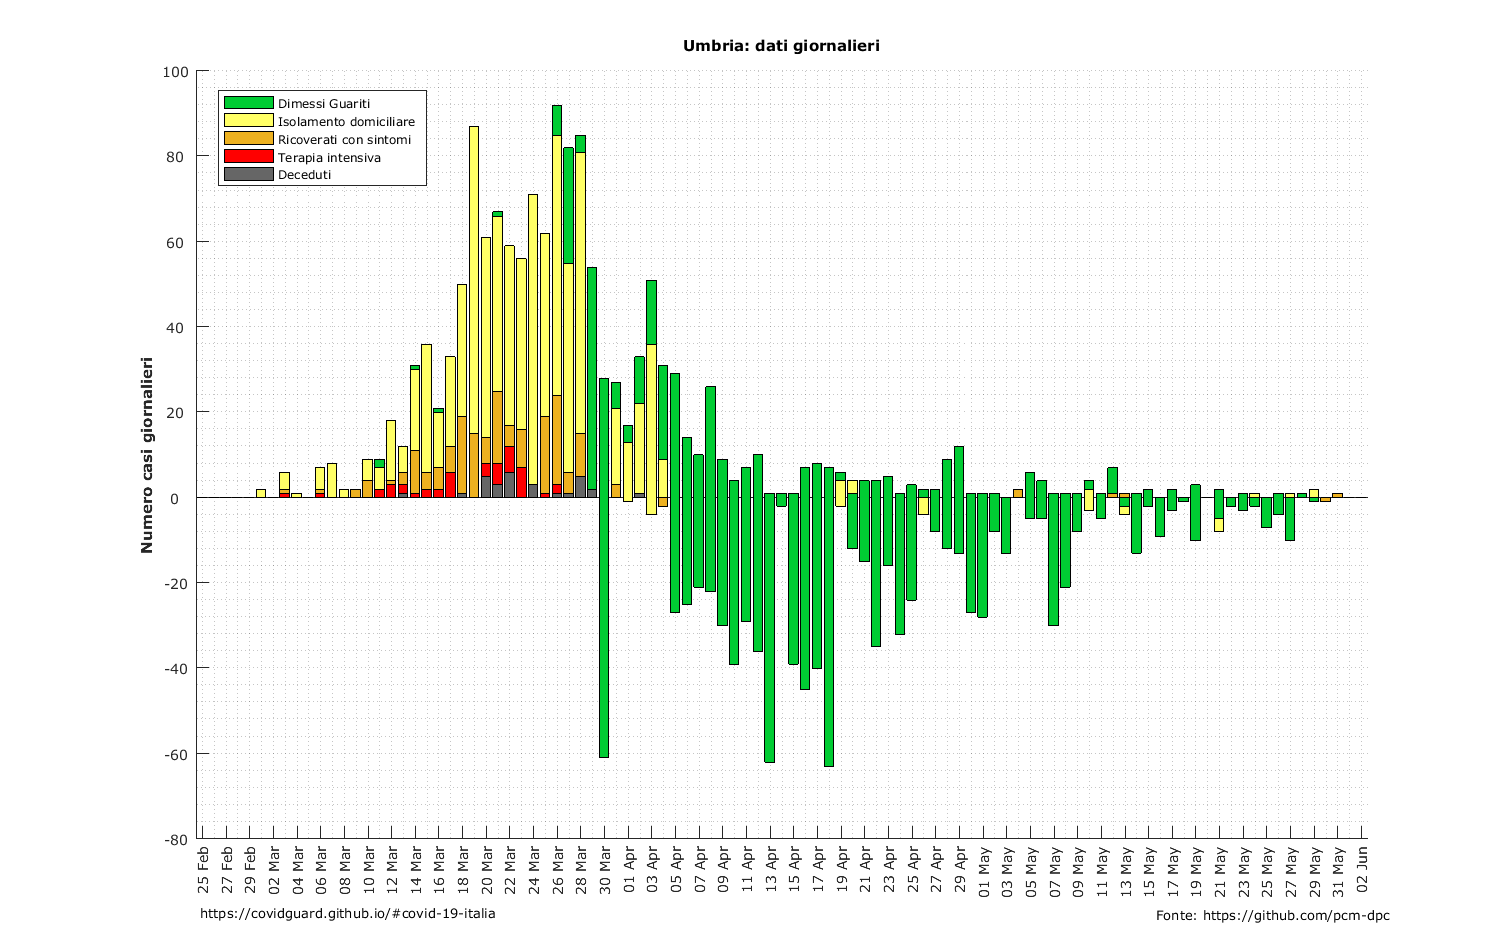 Umbria: dati giornalieri
100
80
60
40
20
0
-20
-40
-60
-80
Numero casi giornalieri
Dimessi Guariti
Isolamento domiciliare
Ricoverati con sintomi
Terapia intensiva
Deceduti
25 Feb
27 Feb
29 Feb
02 Mar
04 Mar
06 Mar
08 Mar
10 Mar
12 Mar
14 Mar
16 Mar
18 Mar
20 Mar
22 Mar
24 Mar
26 Mar
28 Mar
30 Mar
01 Apr
03 Apr
05 Apr
07 Apr
09 Apr
11 Apr
13 Apr
15 Apr
17 Apr
19 Apr
21 Apr
23 Apr
25 Apr
27 Apr
29 Apr
01 May
03 May
05 May
07 May
09 May
11 May
13 May
15 May
17 May
19 May
21 May
23 May
25 May
27 May
29 May
31 May
02 Jun
https://covidguard.github.io/#covid-19-italia
Fonte: https://github.com/pcm-dpc